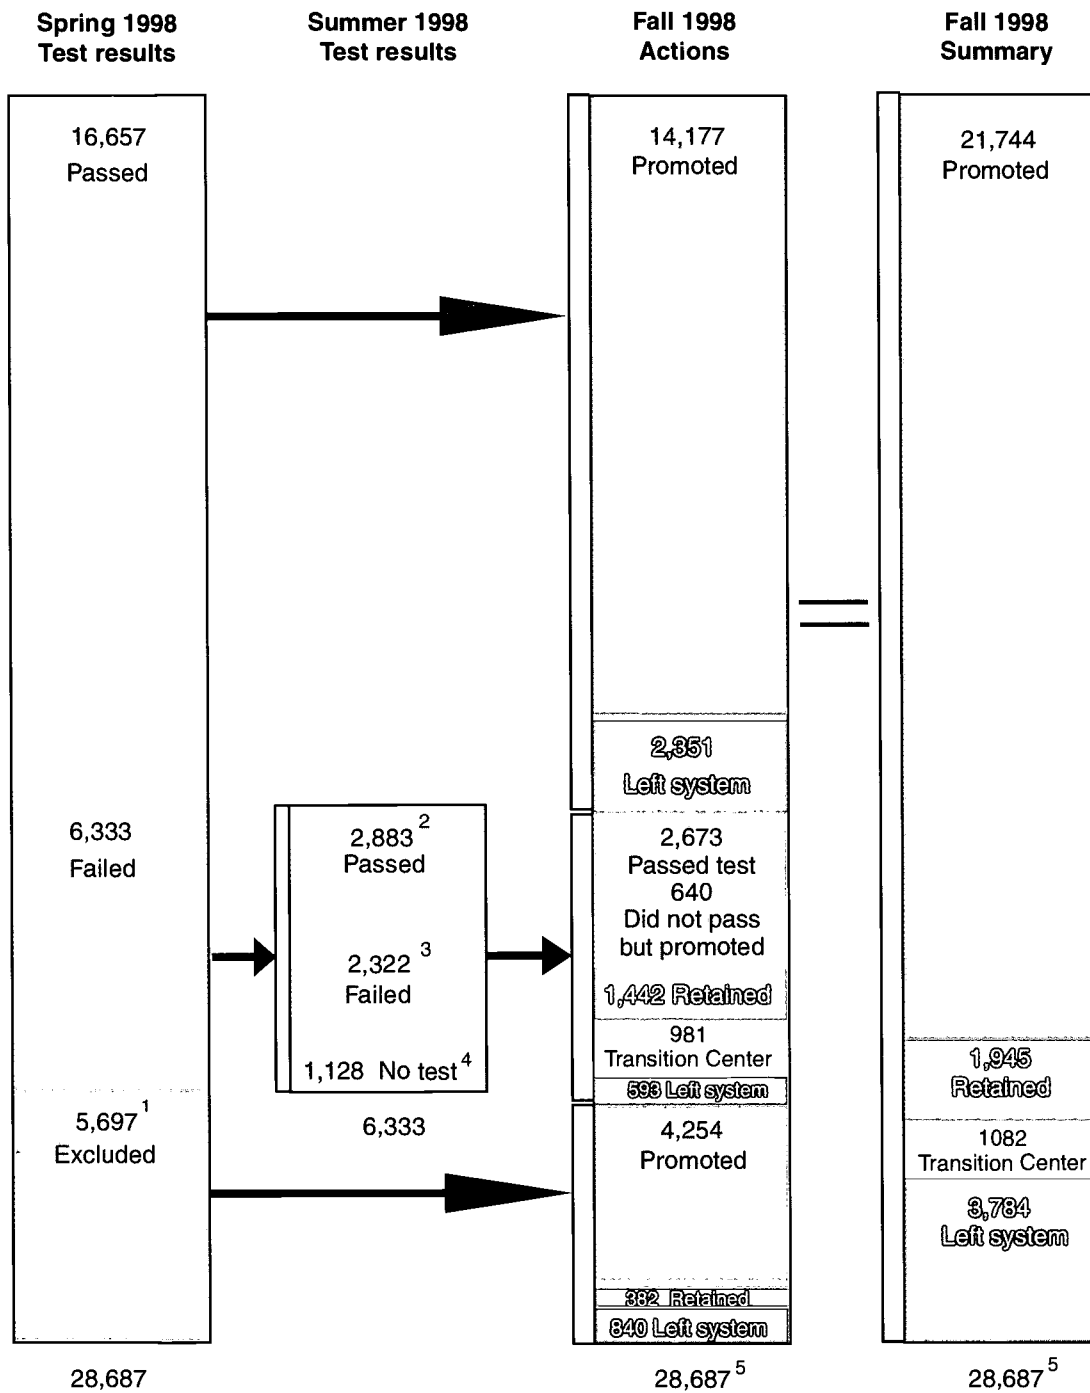 Spring 1998
Test results
Summer 1998
Test results
Fall 1998
Actions
Fall 1998
Summary
16,657
Passed
14,177
Promoted
21,744
Promoted
2,351
Left system
6,333
Failed
2,883 2
Passed
2,673
Passed test
640
Did not pass
but promoted
2,322 3
Failed
1,442 Retained
981
Transition Center
1,128 No test 4
593 Left system
1,945
Retained
5,697 1
Excluded
6,333
4,254
Promoted
1082
Transition Center
3,784
Left system
382 Retained
840 Left system
28,687
28,687 5
28,687 5